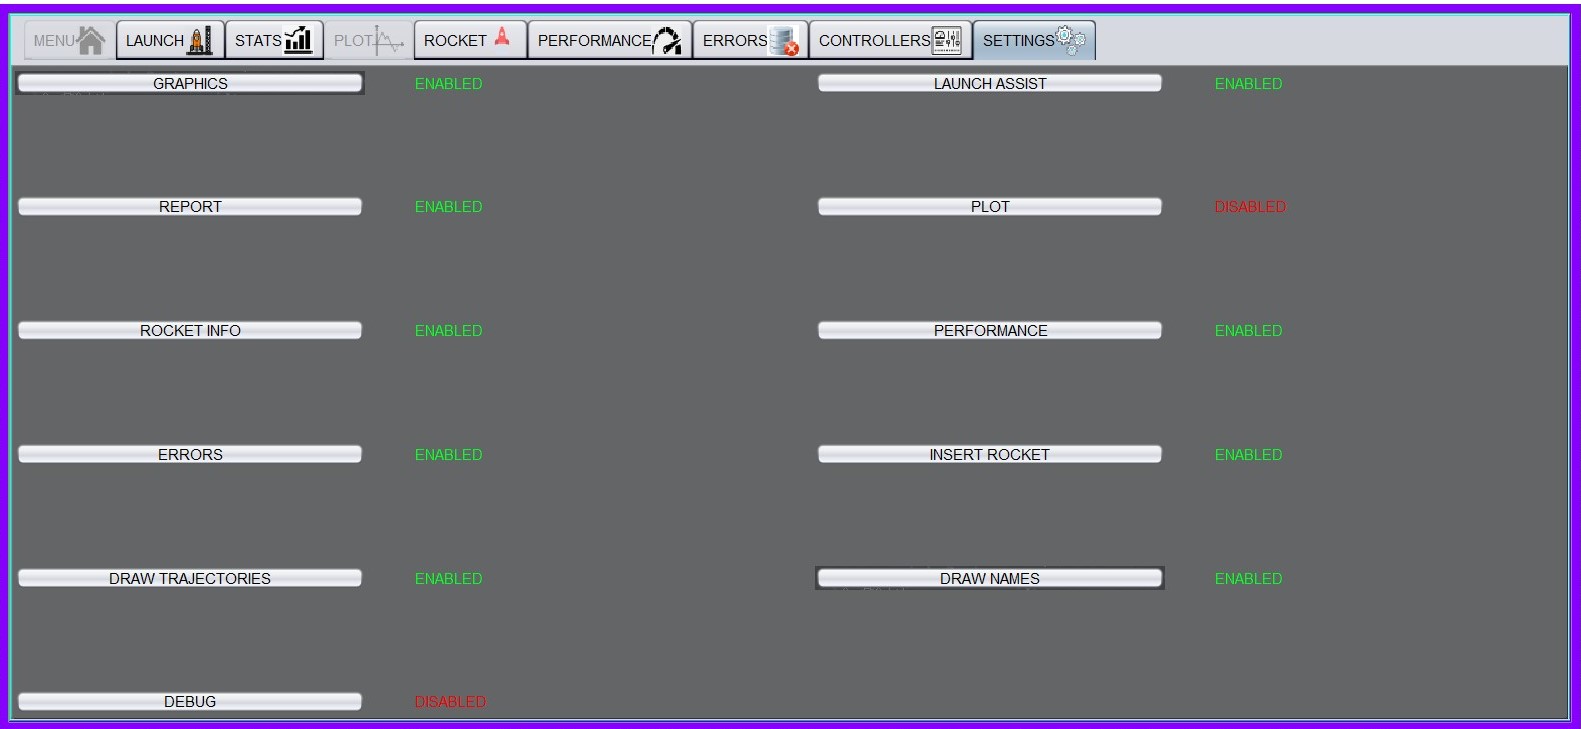 MENU LAUNCH STATS PLOT ROCKET PERFORMANCE ERRORS CONTROLLERS SETTINGS
GRAPHICS ENABLED LAUNCH ASSIST ENABLED
REPORT ENABLED PLOT DISABLED
ROCKET INFO ENABLED PERFORMANCE ENABLED
ERRORS ENABLED INSERT ROCKET ENABLED
DRAW TRAJECTORIES ENABLED DRAW NAMES ENABLED
DEBUG DISABLED